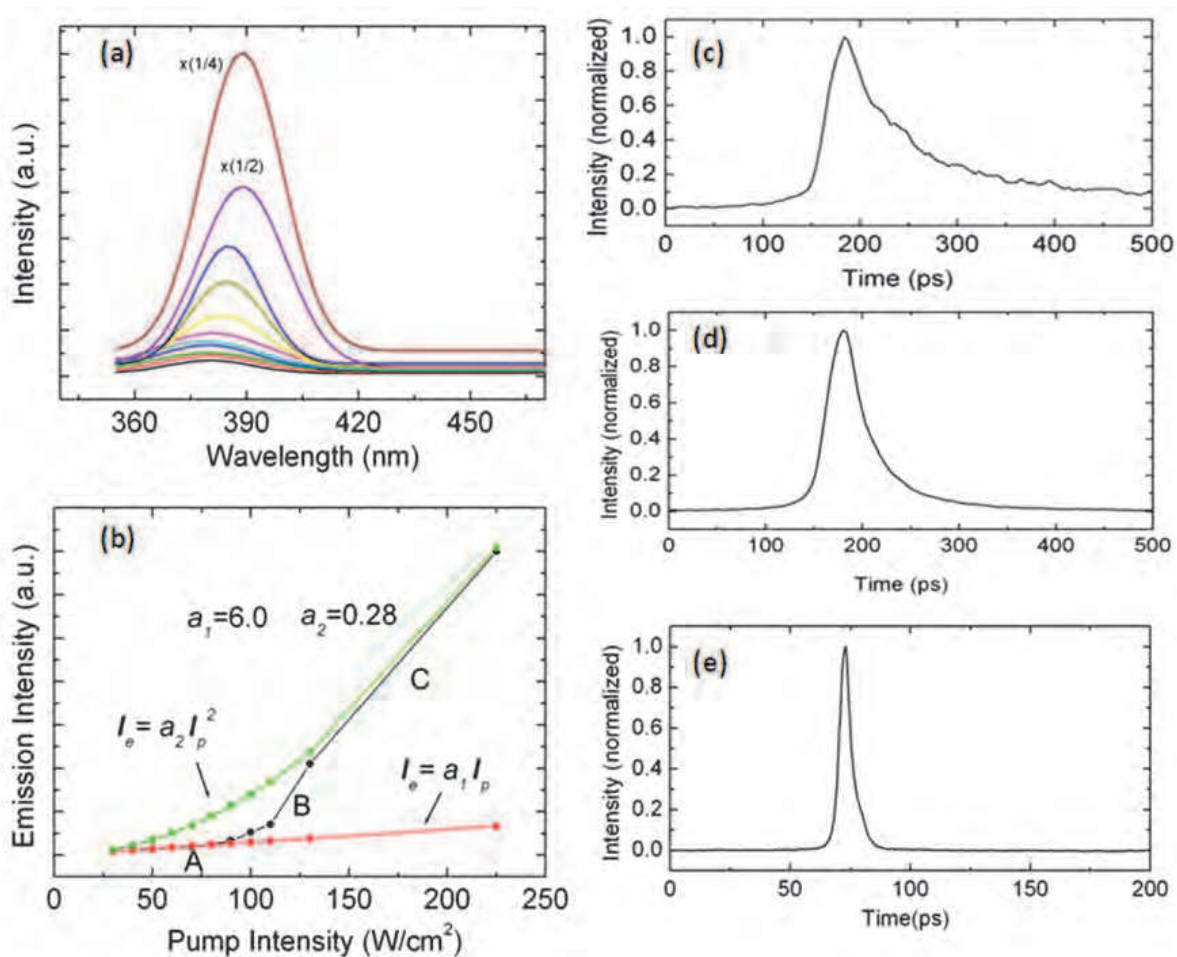 (a)
x(1/4)
x(1/2)
Intensity (a.u.)
360 390 420 450
Wavelength (nm)
(b)
a1=6.0 a2=0.28
C
Ie = a2 Ip^2
Ie = a1 Ip
B
A
Emission Intensity (a.u.)
0 50 100 150 200 250
Pump Intensity (W/cm²)
(c)
Intensity (normalized)
1.0
0.8
0.6
0.4
0.2
0.0
0 100 200 300 400 500
Time (ps)
(d)
Intensity (normalized)
1.0
0.8
0.6
0.4
0.2
0.0
0 100 200 300 400 500
Time (ps)
(e)
Intensity (normalized)
1.0
0.8
0.6
0.4
0.2
0.0
0 50 100 150 200
Time(ps)